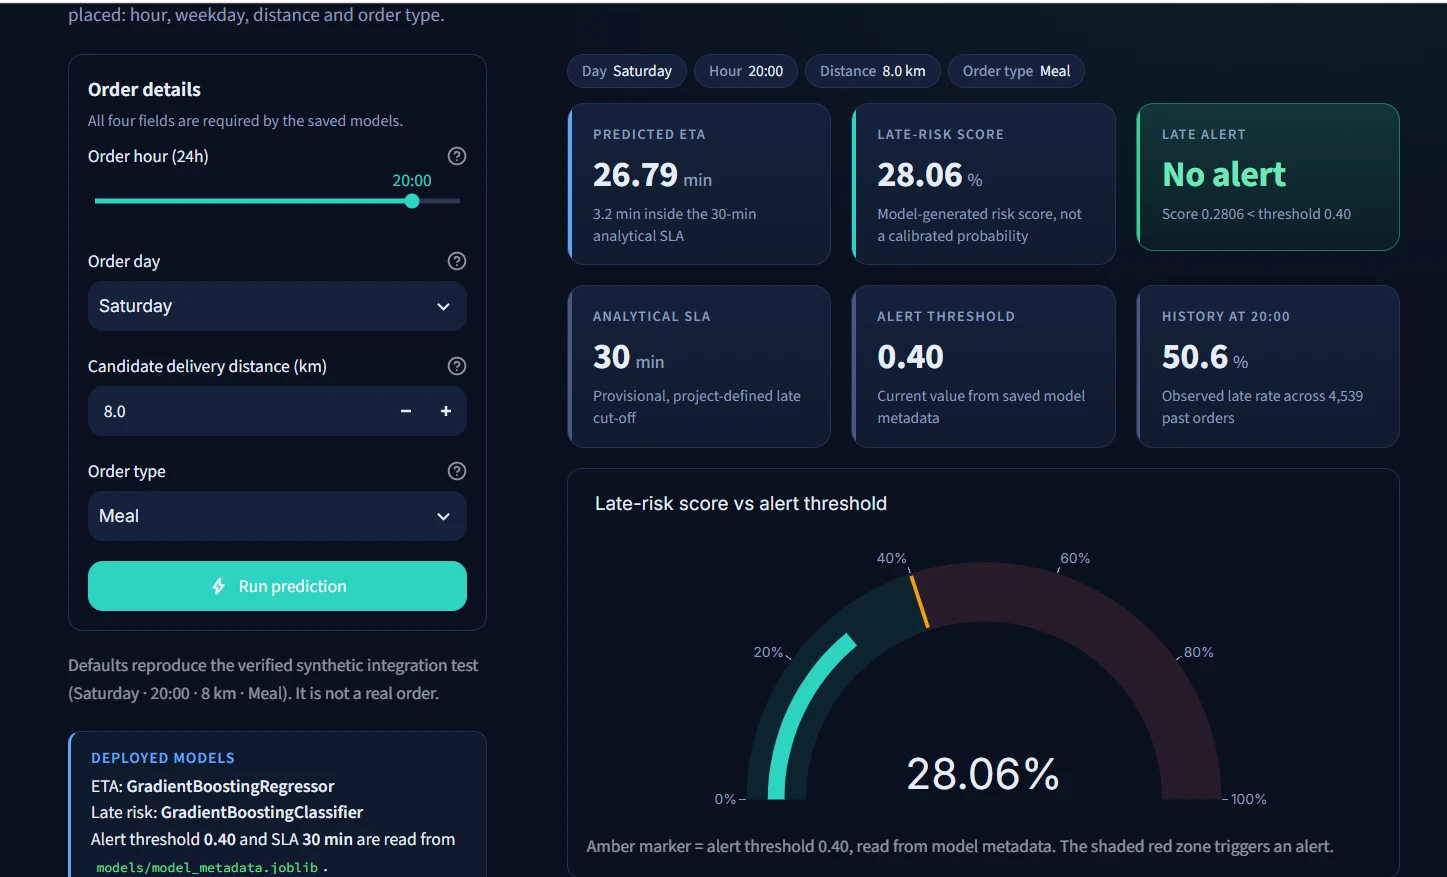 placed: hour, weekday, distance and order type.
Order details
All four fields are required by the saved models.
Order hour (24h)
20:00
Order day
Saturday
Candidate delivery distance (km)
8.0
Order type
Meal
Run prediction
Defaults reproduce the verified synthetic integration test
(Saturday · 20:00 · 8 km · Meal). It is not a real order.
DEPLOYED MODELS
ETA: GradientBoostingRegressor
Late risk: GradientBoostingClassifier
Alert threshold 0.40 and SLA 30 min are read from
models/model_metadata.joblib .
Day Saturday
Hour 20:00
Distance 8.0 km
Order type Meal
PREDICTED ETA
26.79 min
3.2 min inside the 30-min
analytical SLA
LATE-RISK SCORE
28.06 %
Model-generated risk score, not
a calibrated probability
LATE ALERT
No alert
Score 0.2806 < threshold 0.40
ANALYTICAL SLA
30 min
Provisional, project-defined late
cut-off
ALERT THRESHOLD
0.40
Current value from saved model
metadata
HISTORY AT 20:00
50.6 %
Observed late rate across 4,539
past orders
Late-risk score vs alert threshold
0%
20%
40%
60%
80%
100%
28.06%
Amber marker = alert threshold 0.40, read from model metadata. The shaded red zone triggers an alert.